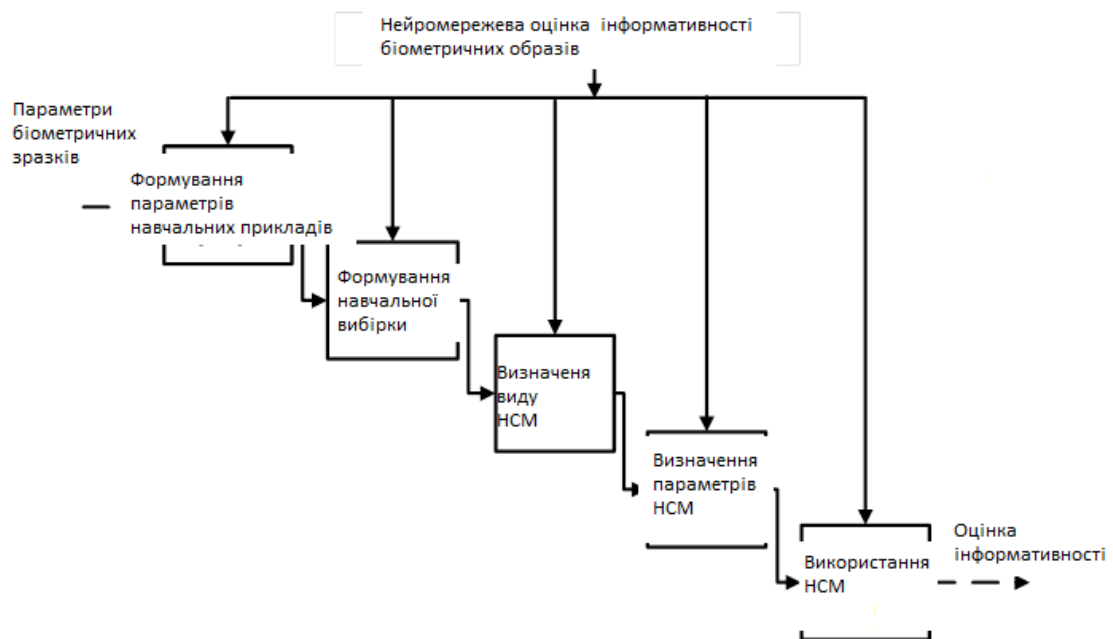 Нейромережева оцінка інформативності
біометричних образів
Параметри
біометричних
зразків
Формування
параметрів
навчальних прикладів
Формування
навчальної
вибірки
Визначеня
виду
НСМ
Визначення
параметрів
НСМ
Використання
НСМ
Оцінка
інформативності